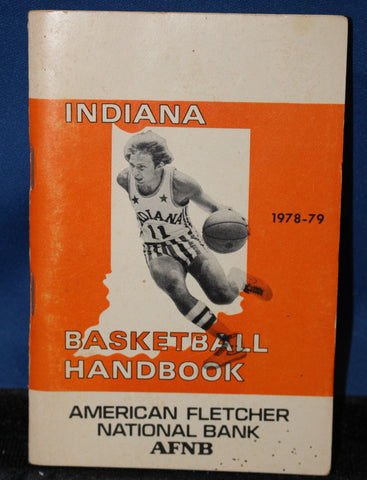 INDIANA
INDIANA
11
1978-79
BASKETBALL
HANDBOOK
AMERICAN FLETCHER
NATIONAL BANK
AFNB